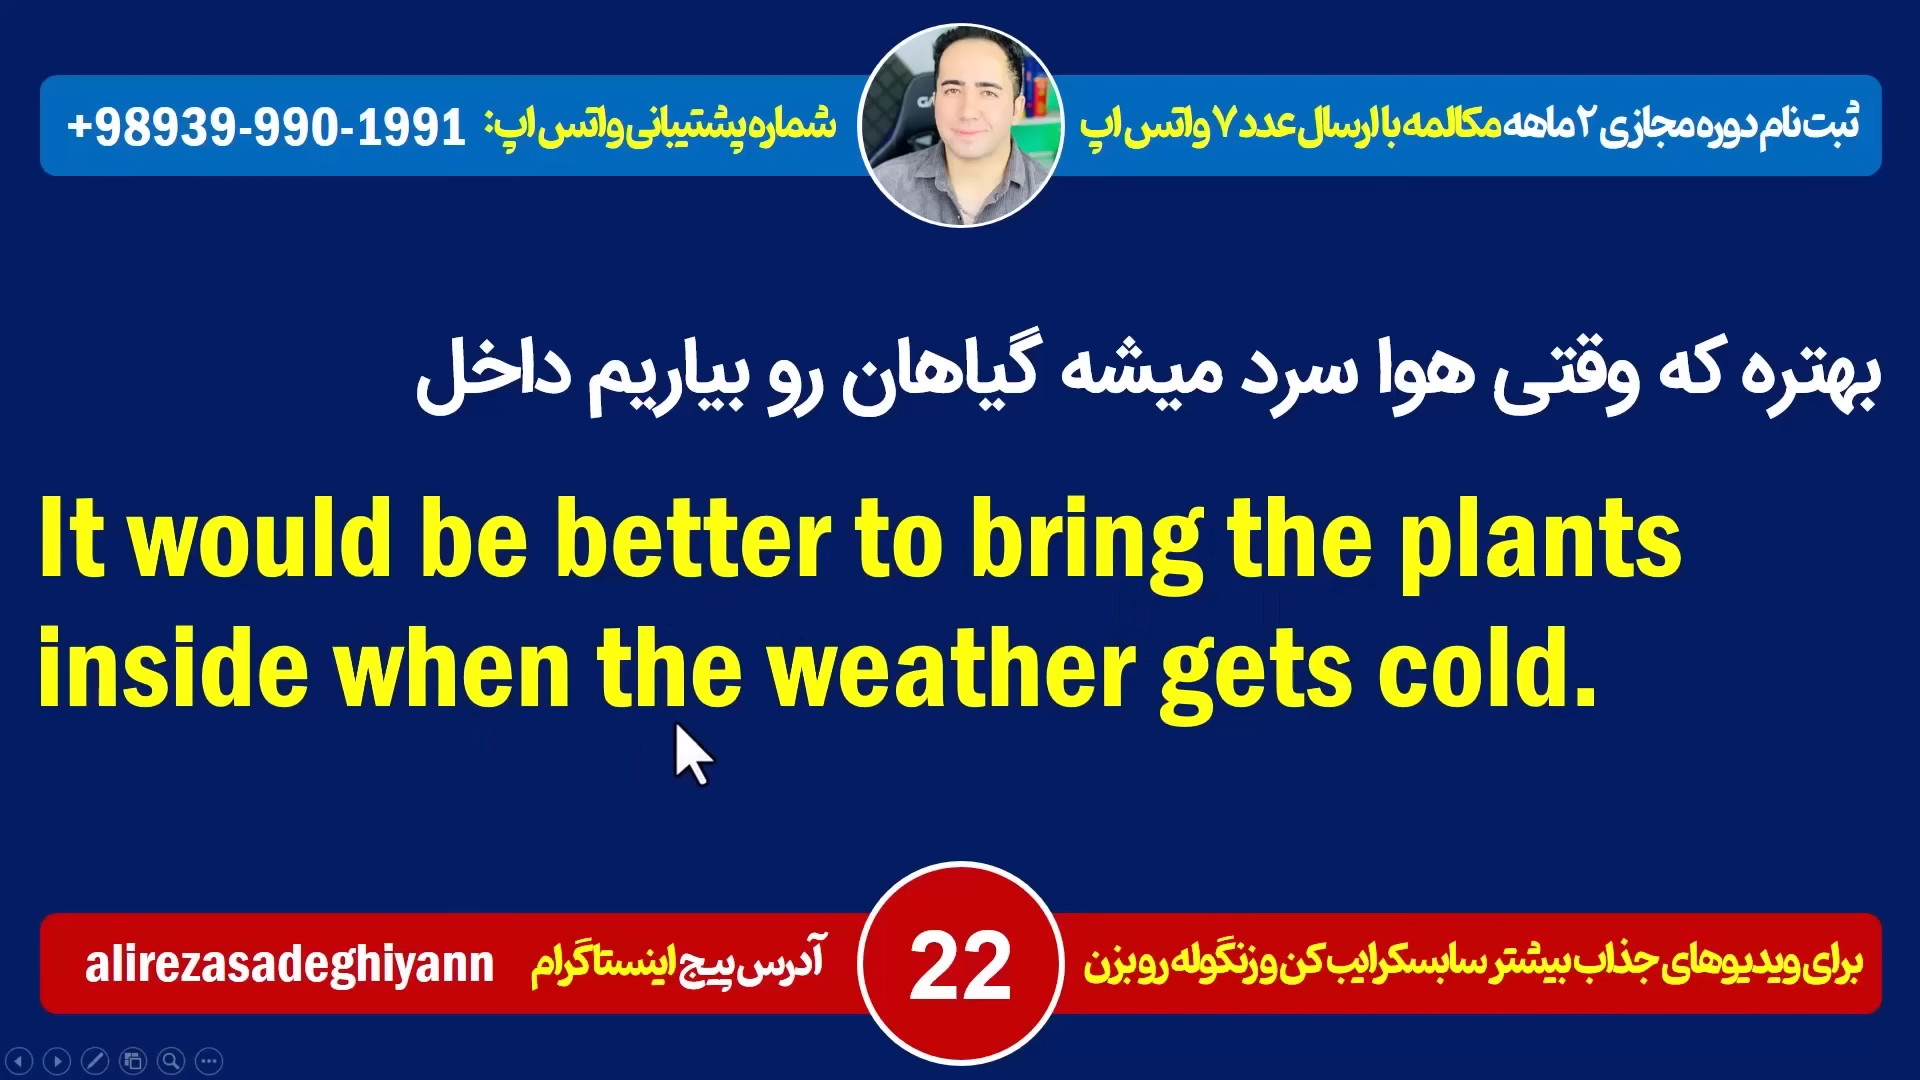 ثبت نام دوره مجازی ۲ ماهه مکالمه با ارسال عدد ۷ واتس اپ
شماره پشتیبانی واتس اپ: +98939-990-1991
بهتره که وقتی هوا سرد میشه گیاهان رو بیاریم داخل
It would be better to bring the plants
inside when the weather gets cold.
برای ویدیوهای جذاب بیشتر سابسکرایب کن و زنگوله رو بزن
22
آدرس پیج اینستاگرام alirezasadeghiyann